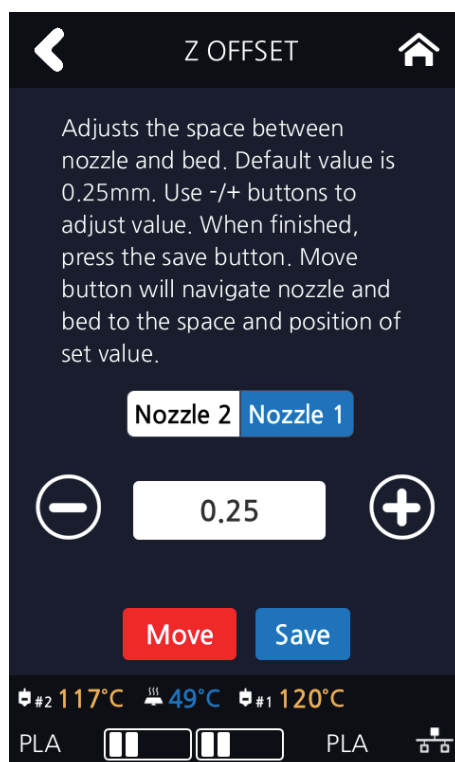 Z OFFSET
Adjusts the space between
nozzle and bed. Default value is
0.25mm. Use -/+ buttons to
adjust value. When finished,
press the save button. Move
button will navigate nozzle and
bed to the space and position of
set value.
Nozzle 2 Nozzle 1
0.25
Move Save
#2 117°C 49°C #1 120°C
PLA PLA